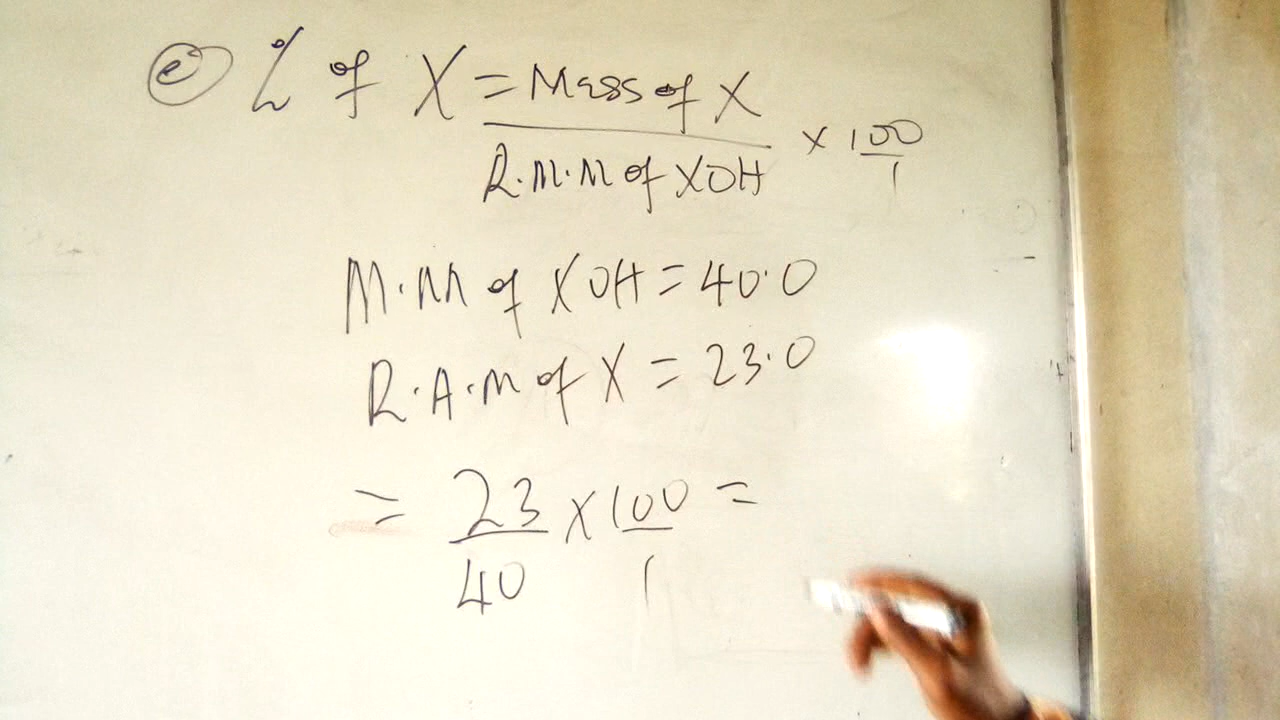 (e) % of X = Mass of X / R.M.M of XOH × 100/1
M.M of XOH = 40.0
R.A.M of X = 23.0
= 23/40 × 100/1 =